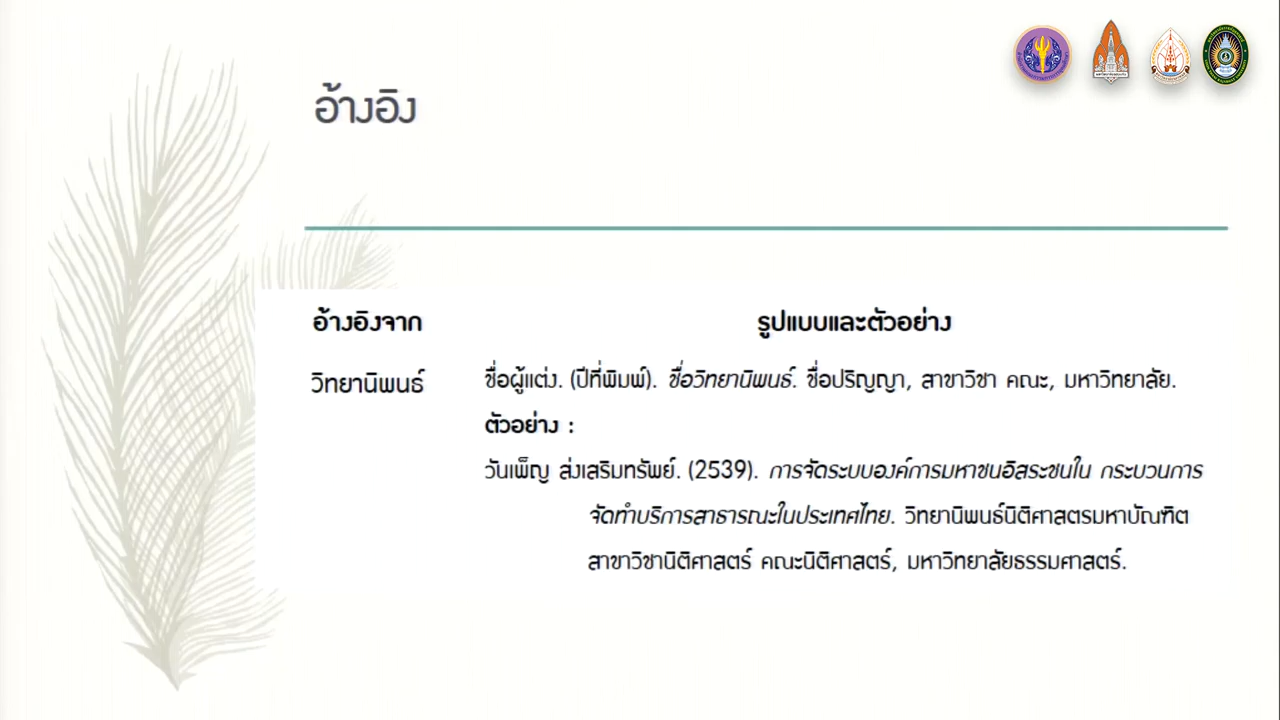 อ้างอิง
อ้างอิงจาก รูปแบบและตัวอย่าง
วิทยานิพนธ์ ชื่อผู้แต่ง. (ปีที่พิมพ์). ชื่อวิทยานิพนธ์. ชื่อปริญญา, สาขาวิชา คณะ, มหาวิทยาลัย.
ตัวอย่าง :
วันเพ็ญ ส่งเสริมทรัพย์. (2539). การจัดระบบองค์การมหาชนอิสระชนใน กระบวนการ
จัดทำบริการสาธารณะในประเทศไทย. วิทยานิพนธ์นิติศาสตรมหาบัณฑิต
สาขาวิชานิติศาสตร์ คณะนิติศาสตร์, มหาวิทยาลัยธรรมศาสตร์.